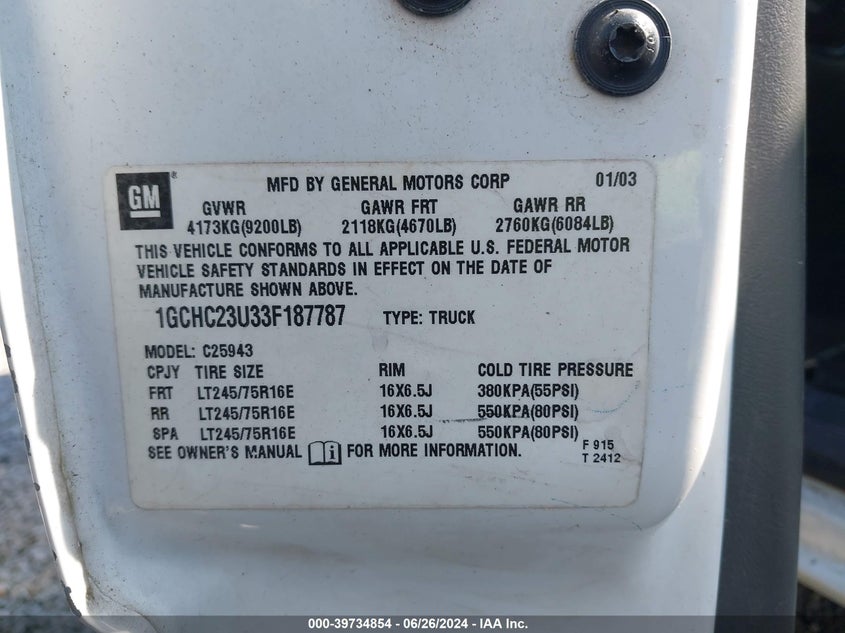 GM
MFD BY GENERAL MOTORS CORP 01/03
GVWR GAWR FRT GAWR RR
4173KG(9200LB) 2118KG(4670LB) 2760KG(6084LB)
THIS VEHICLE CONFORMS TO ALL APPLICABLE U.S. FEDERAL MOTOR
VEHICLE SAFETY STANDARDS IN EFFECT ON THE DATE OF
MANUFACTURE SHOWN ABOVE.
1GCHC23U33F187787 TYPE: TRUCK
MODEL: C25943
CPJY TIRE SIZE RIM COLD TIRE PRESSURE
FRT LT245/75R16E 16X6.5J 380KPA(55PSI)
RR LT245/75R16E 16X6.5J 550KPA(80PSI)
SPA LT245/75R16E 16X6.5J 550KPA(80PSI)
SEE OWNER'S MANUAL FOR MORE INFORMATION. F 915
T 2412
000-39734854 - 06/26/2024 - IAA Inc.